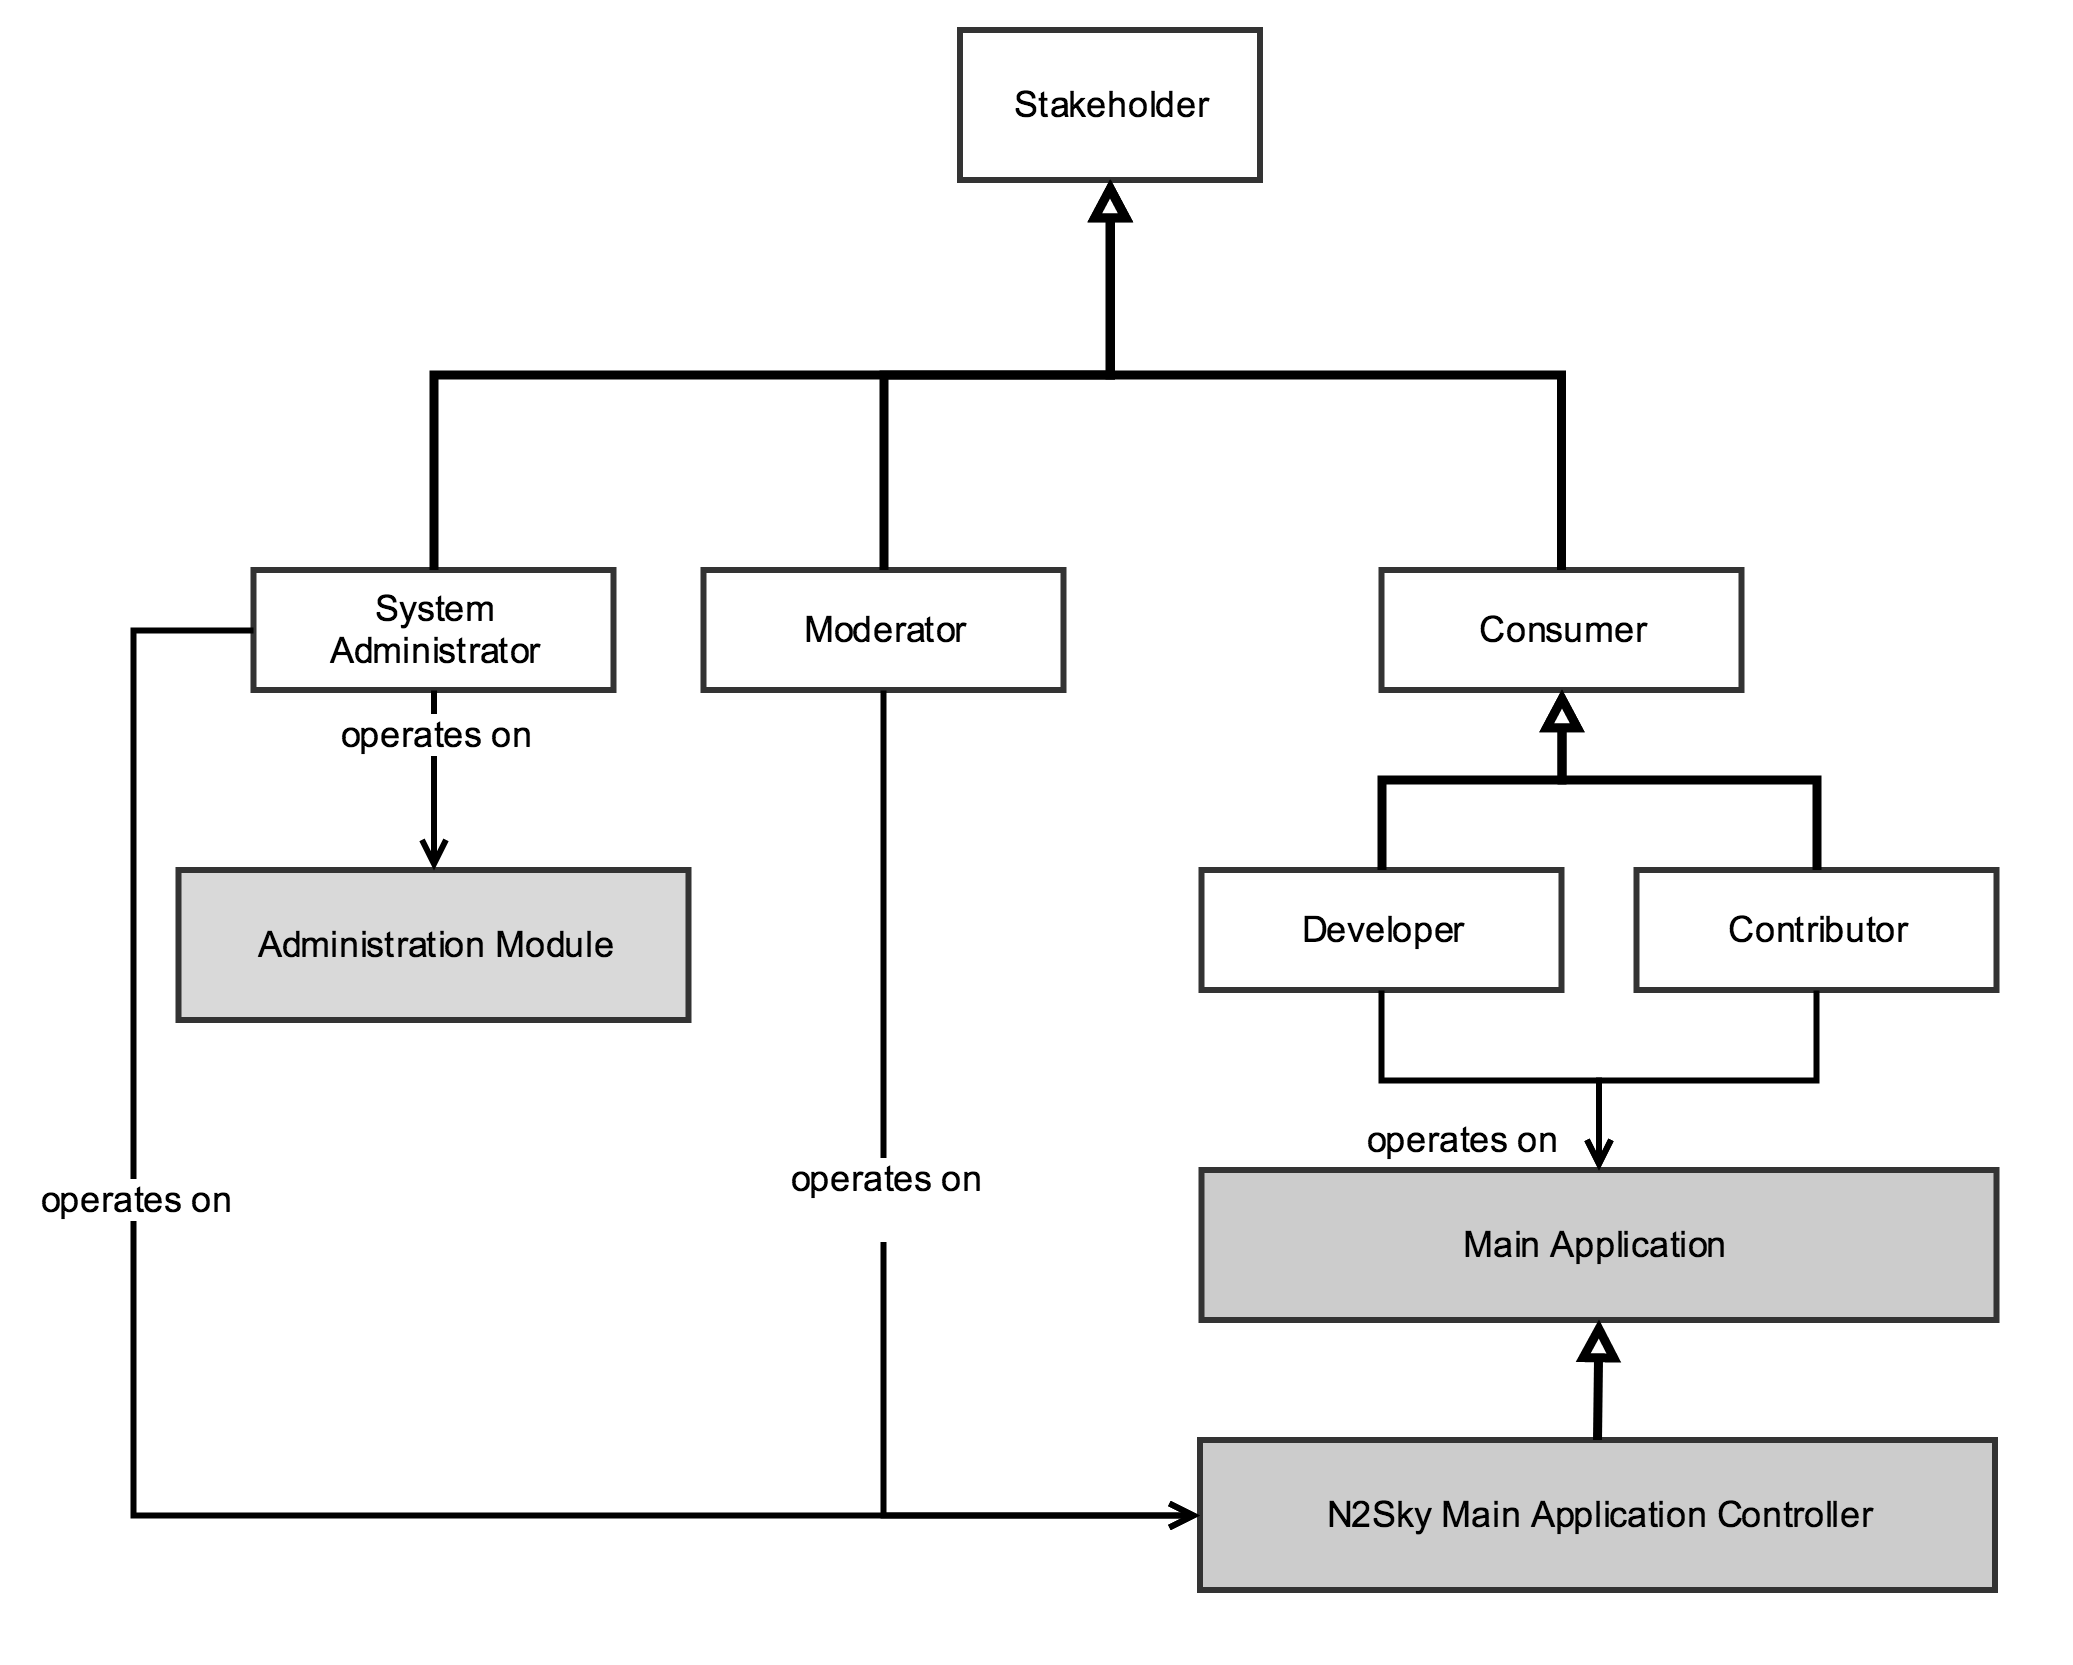 Stakeholder
System
Administrator
Moderator
Consumer
operates on
Administration Module
Developer
Contributor
operates on
operates on
operates on
Main Application
N2Sky Main Application Controller